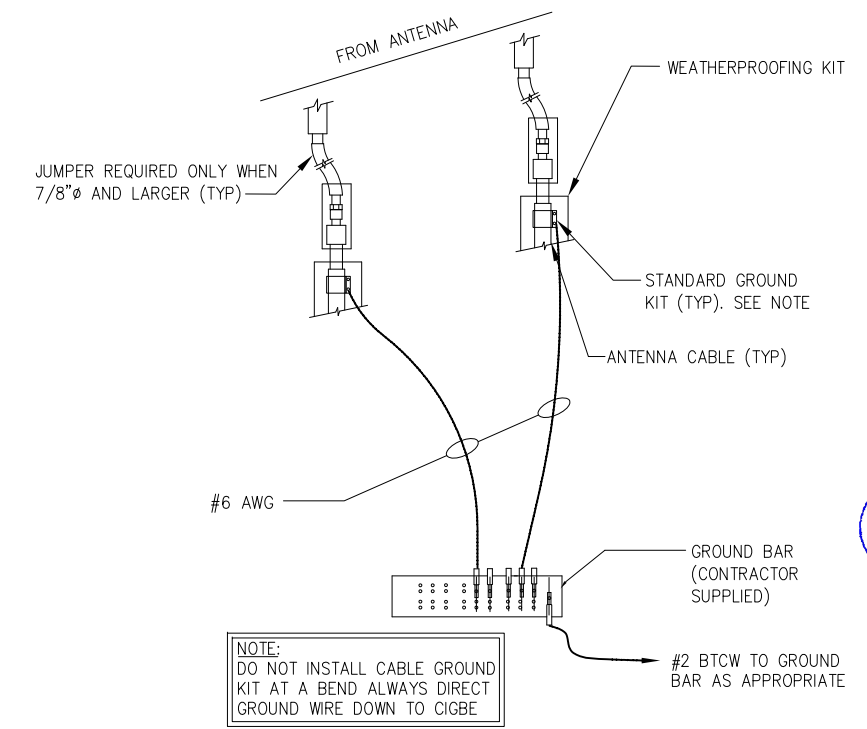 FROM ANTENNA
WEATHERPROOFING KIT
JUMPER REQUIRED ONLY WHEN
7/8"ø AND LARGER (TYP)
STANDARD GROUND
KIT (TYP). SEE NOTE
ANTENNA CABLE (TYP)
#6 AWG
GROUND BAR
(CONTRACTOR
SUPPLIED)
NOTE:
DO NOT INSTALL CABLE GROUND
KIT AT A BEND ALWAYS DIRECT
GROUND WIRE DOWN TO CIGBE
#2 BTCW TO GROUND
BAR AS APPROPRIATE